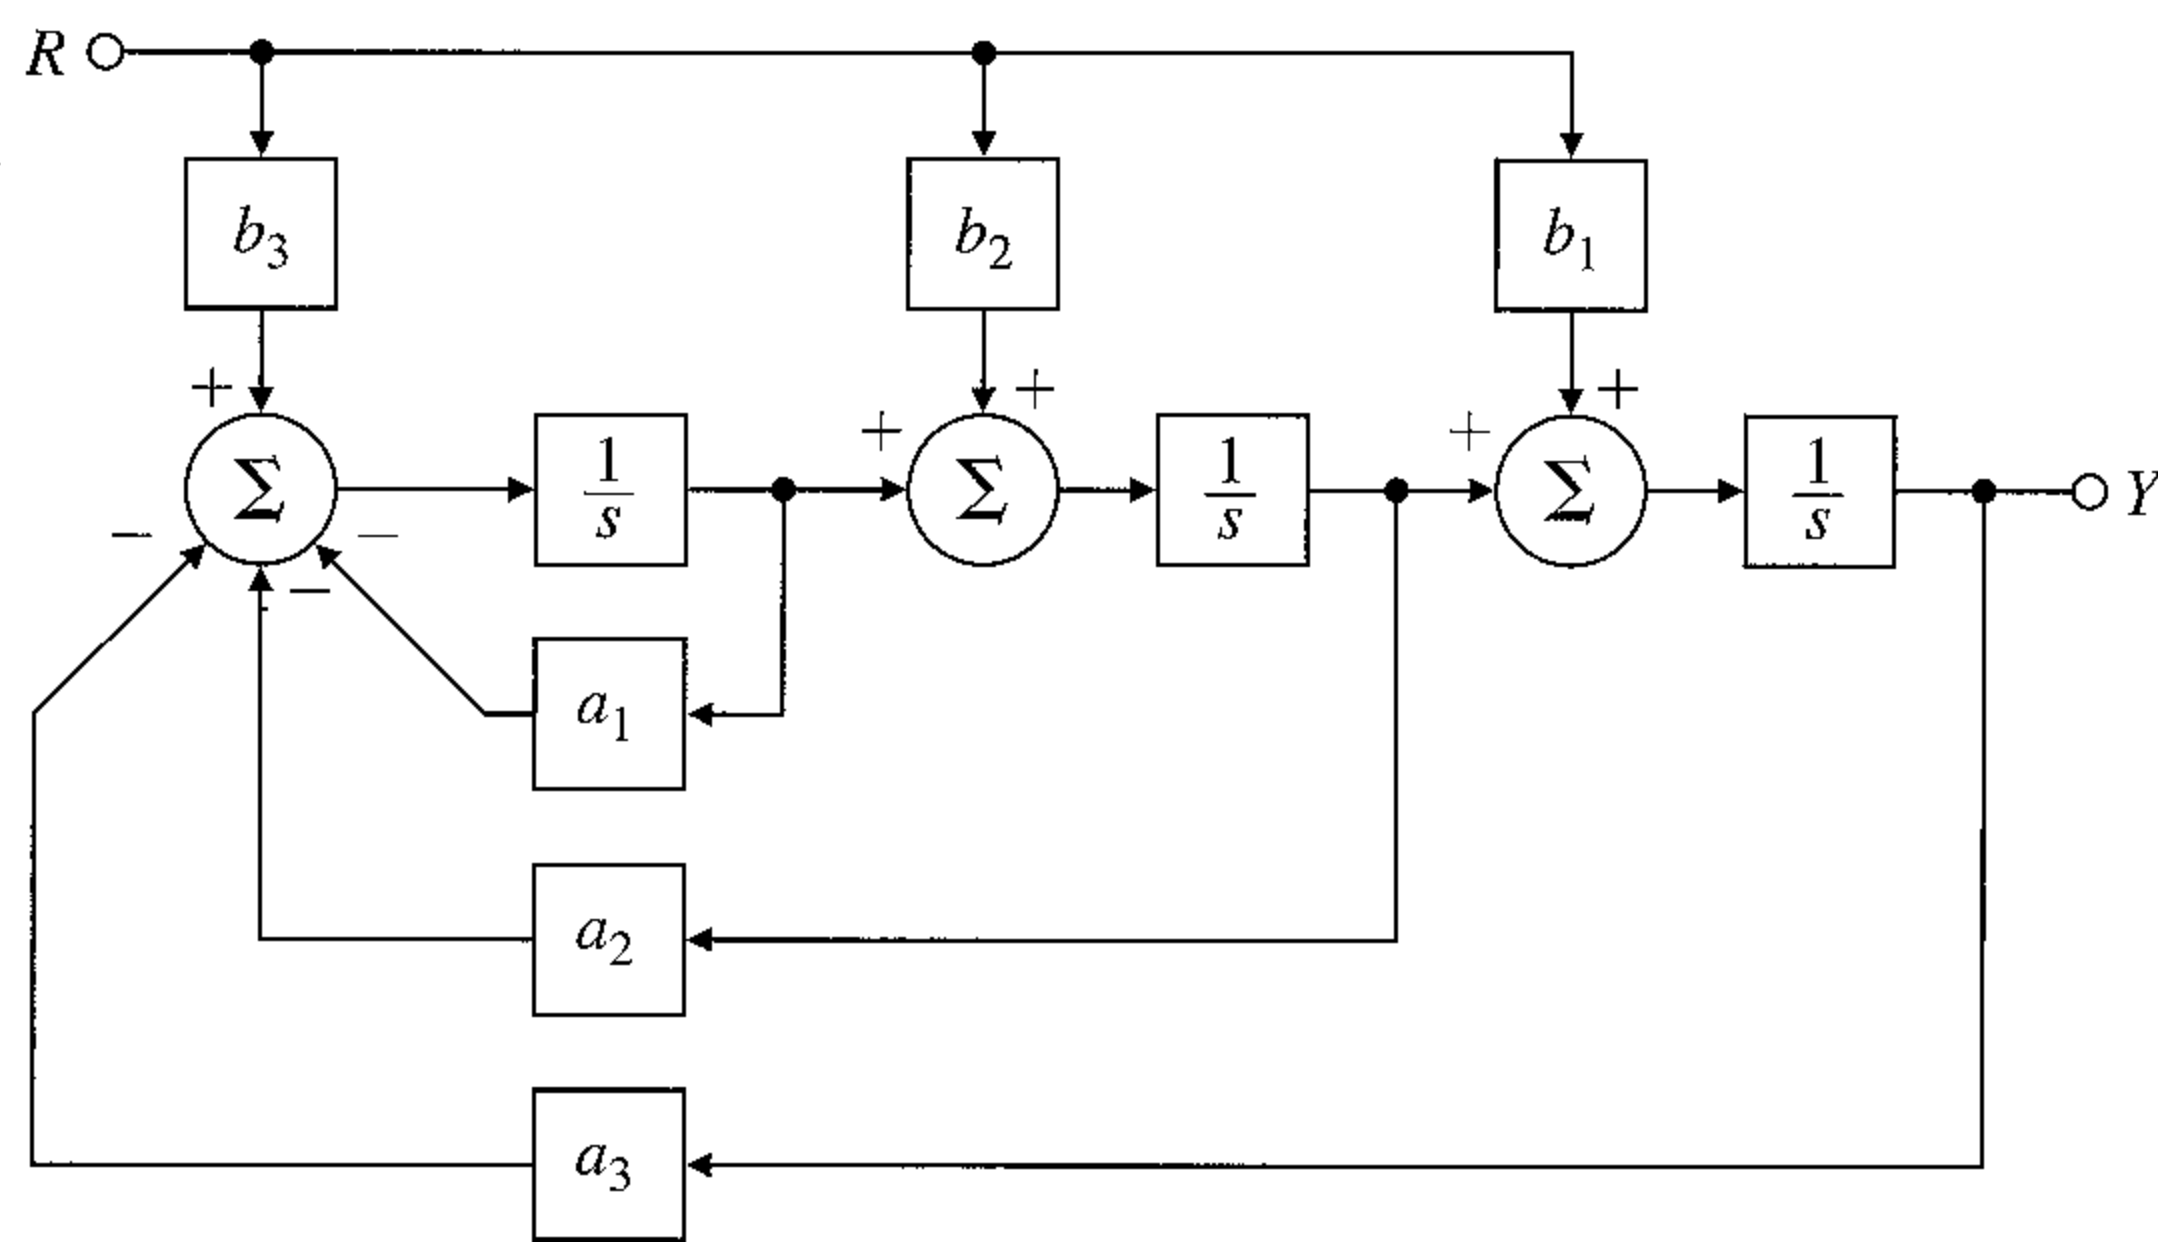 R
b₃ b₂ b₁
+ + +
+ +
Σ 1/s Σ 1/s Σ 1/s Y
− −
−
a₁
a₂
a₃